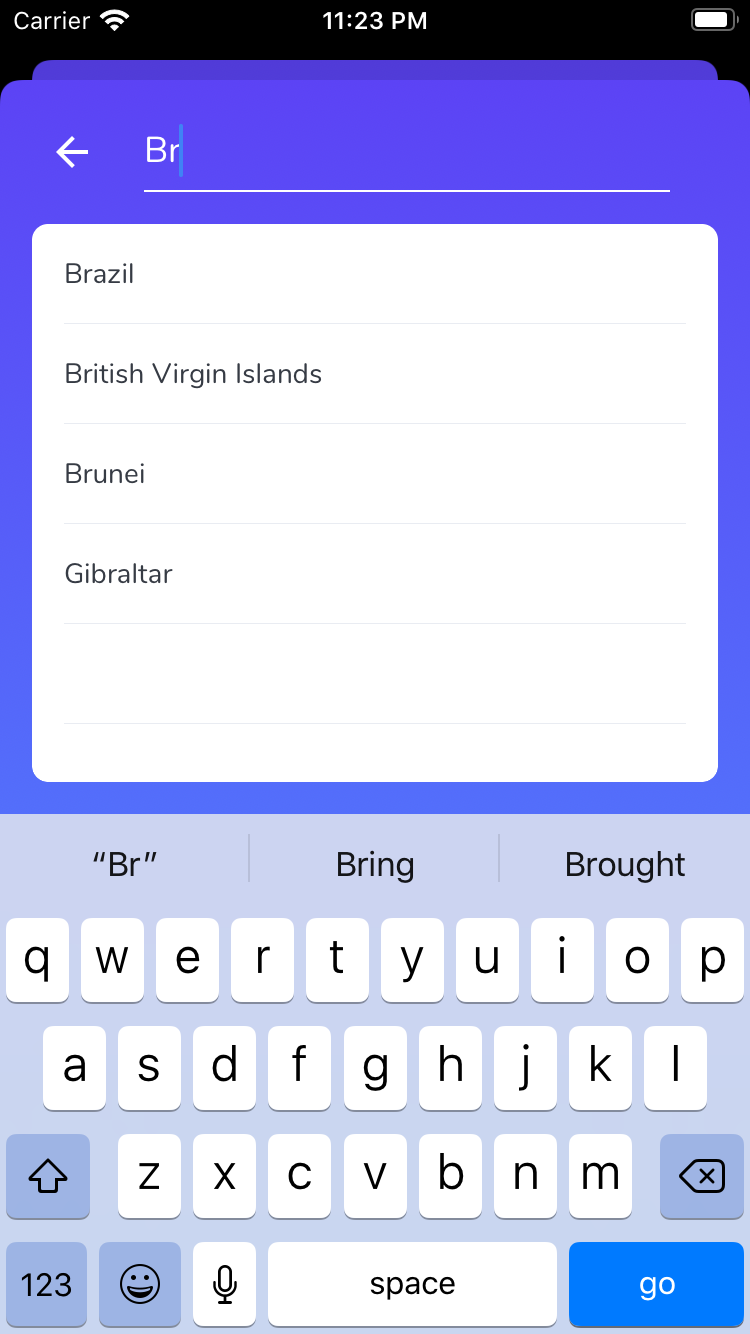 Carrier 11:23 PM
Br
Brazil
British Virgin Islands
Brunei
Gibraltar
“Br” Bring Brought
q w e r t y u i o p
a s d f g h j k l
z x c v b n m
123 space go